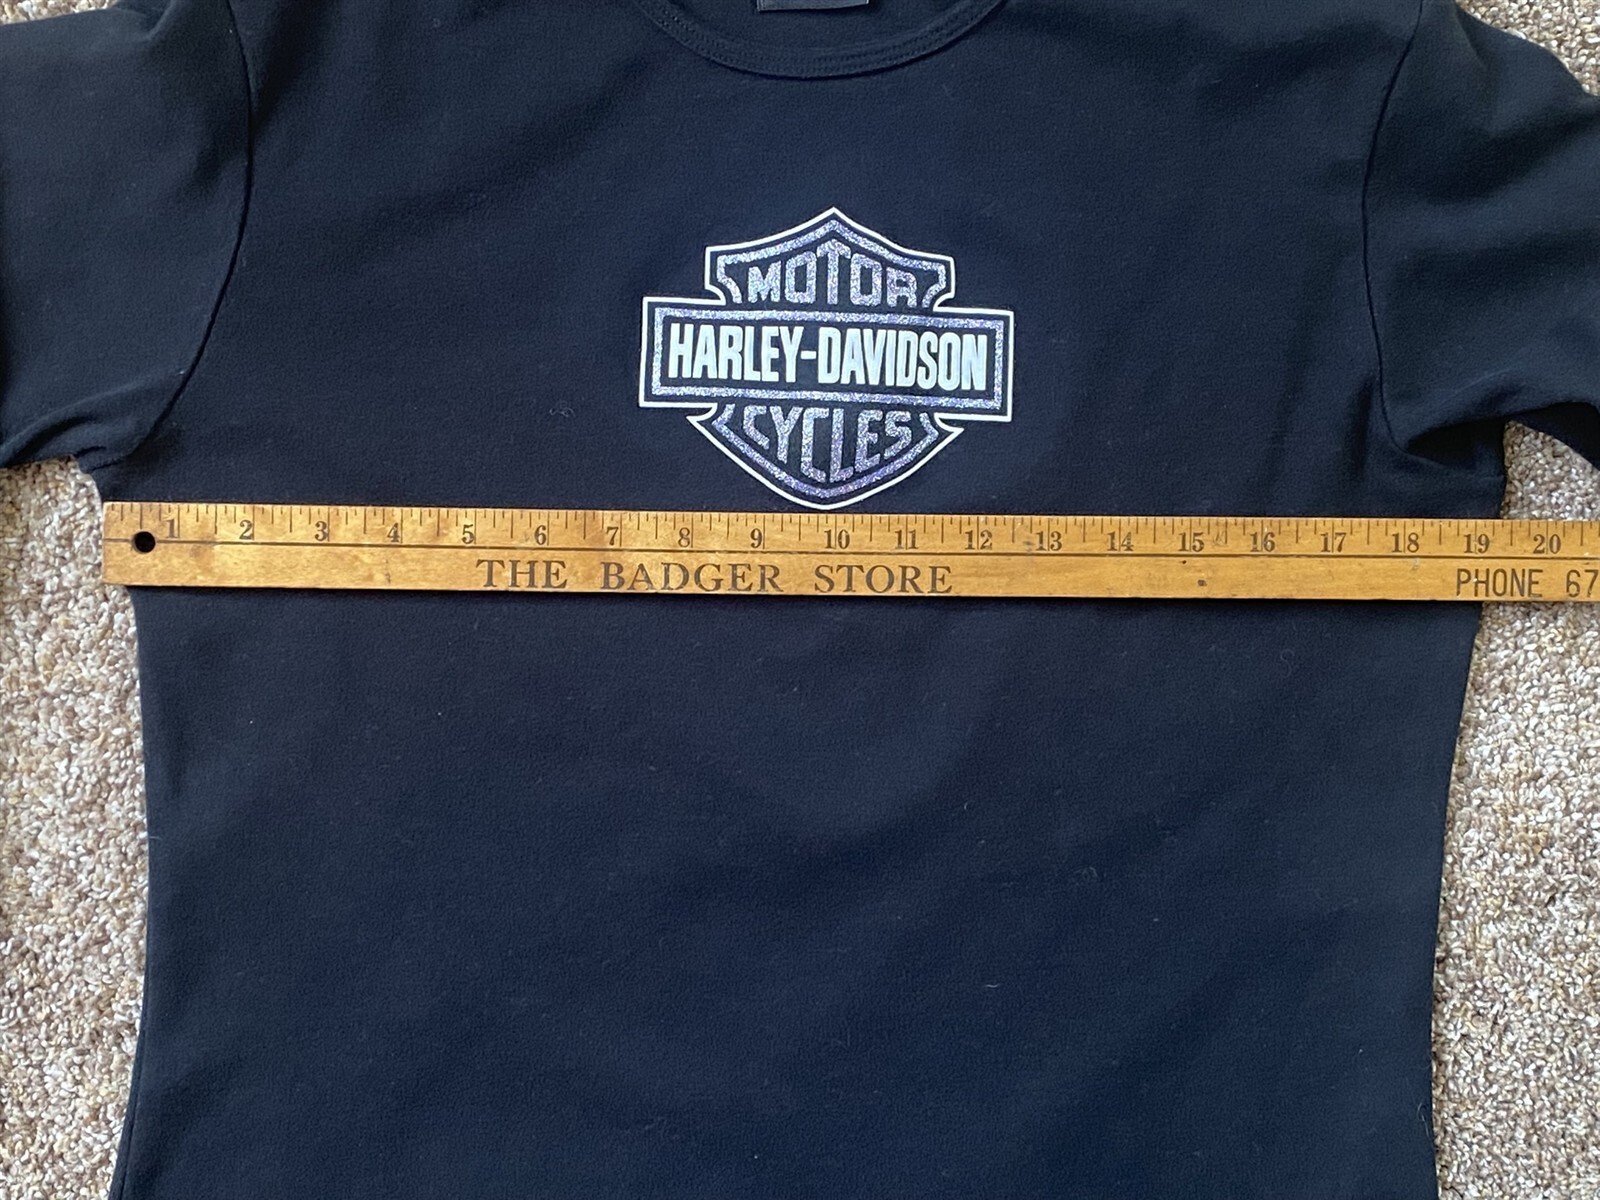 MOTOR
HARLEY-DAVIDSON
CYCLES
1 2 3 4 5 6 7 8 9 10 11 12 13 14 15 16 17 18 19 20
THE BADGER STORE PHONE 67